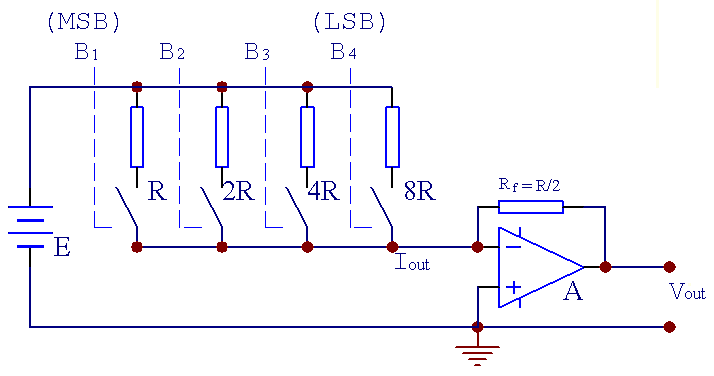 (MSB) (LSB)
B1 B2 B3 B4
R 2R 4R 8R
Rf=R/2
E
Iout
A
Vout